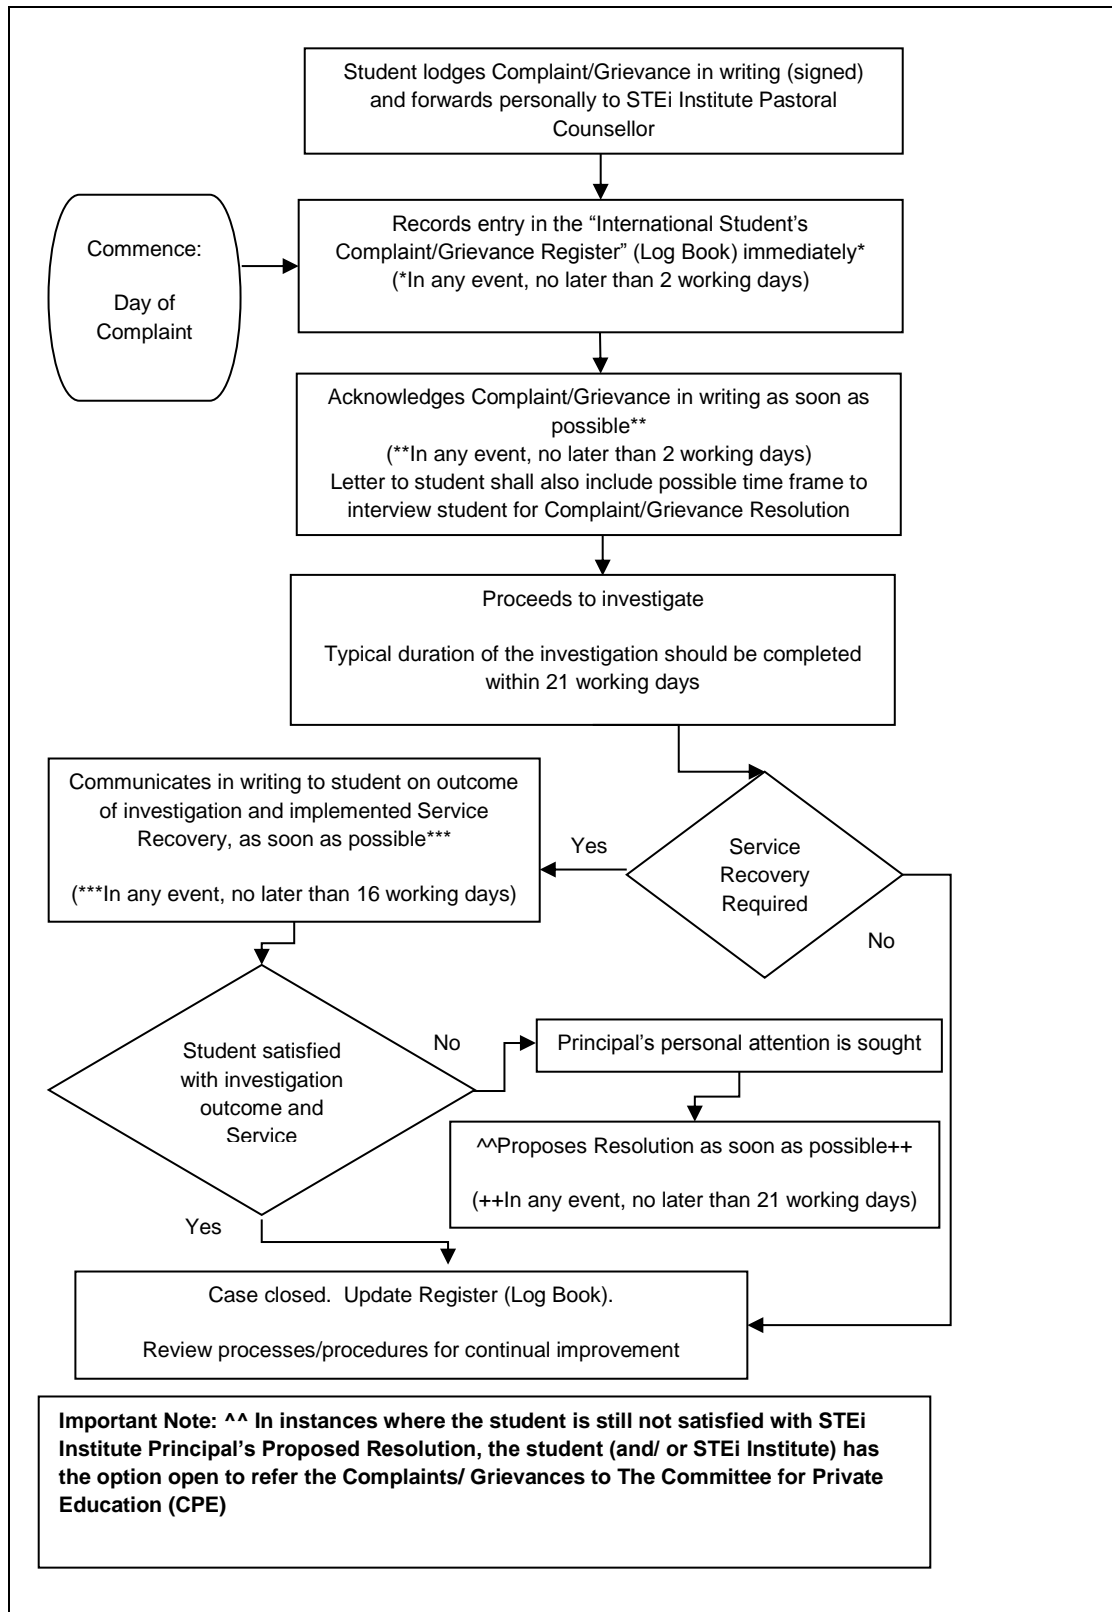 Student lodges Complaint/Grievance in writing (signed)
and forwards personally to STEi Institute Pastoral
Counsellor
Commence:
Day of
Complaint
Records entry in the “International Student’s
Complaint/Grievance Register” (Log Book) immediately*
(*In any event, no later than 2 working days)
Acknowledges Complaint/Grievance in writing as soon as
possible**
(**In any event, no later than 2 working days)
Letter to student shall also include possible time frame to
interview student for Complaint/Grievance Resolution
Proceeds to investigate
Typical duration of the investigation should be completed
within 21 working days
Communicates in writing to student on outcome
of investigation and implemented Service
Recovery, as soon as possible***
(***In any event, no later than 16 working days)
Yes
Service
Recovery
Required
No
Student satisfied
with investigation
outcome and
Service
No
Principal’s personal attention is sought
^^Proposes Resolution as soon as possible++
(++In any event, no later than 21 working days)
Yes
Case closed. Update Register (Log Book).
Review processes/procedures for continual improvement
Important Note: ^^ In instances where the student is still not satisfied with STEi
Institute Principal’s Proposed Resolution, the student (and/ or STEi Institute) has
the option open to refer the Complaints/ Grievances to The Committee for Private
Education (CPE)